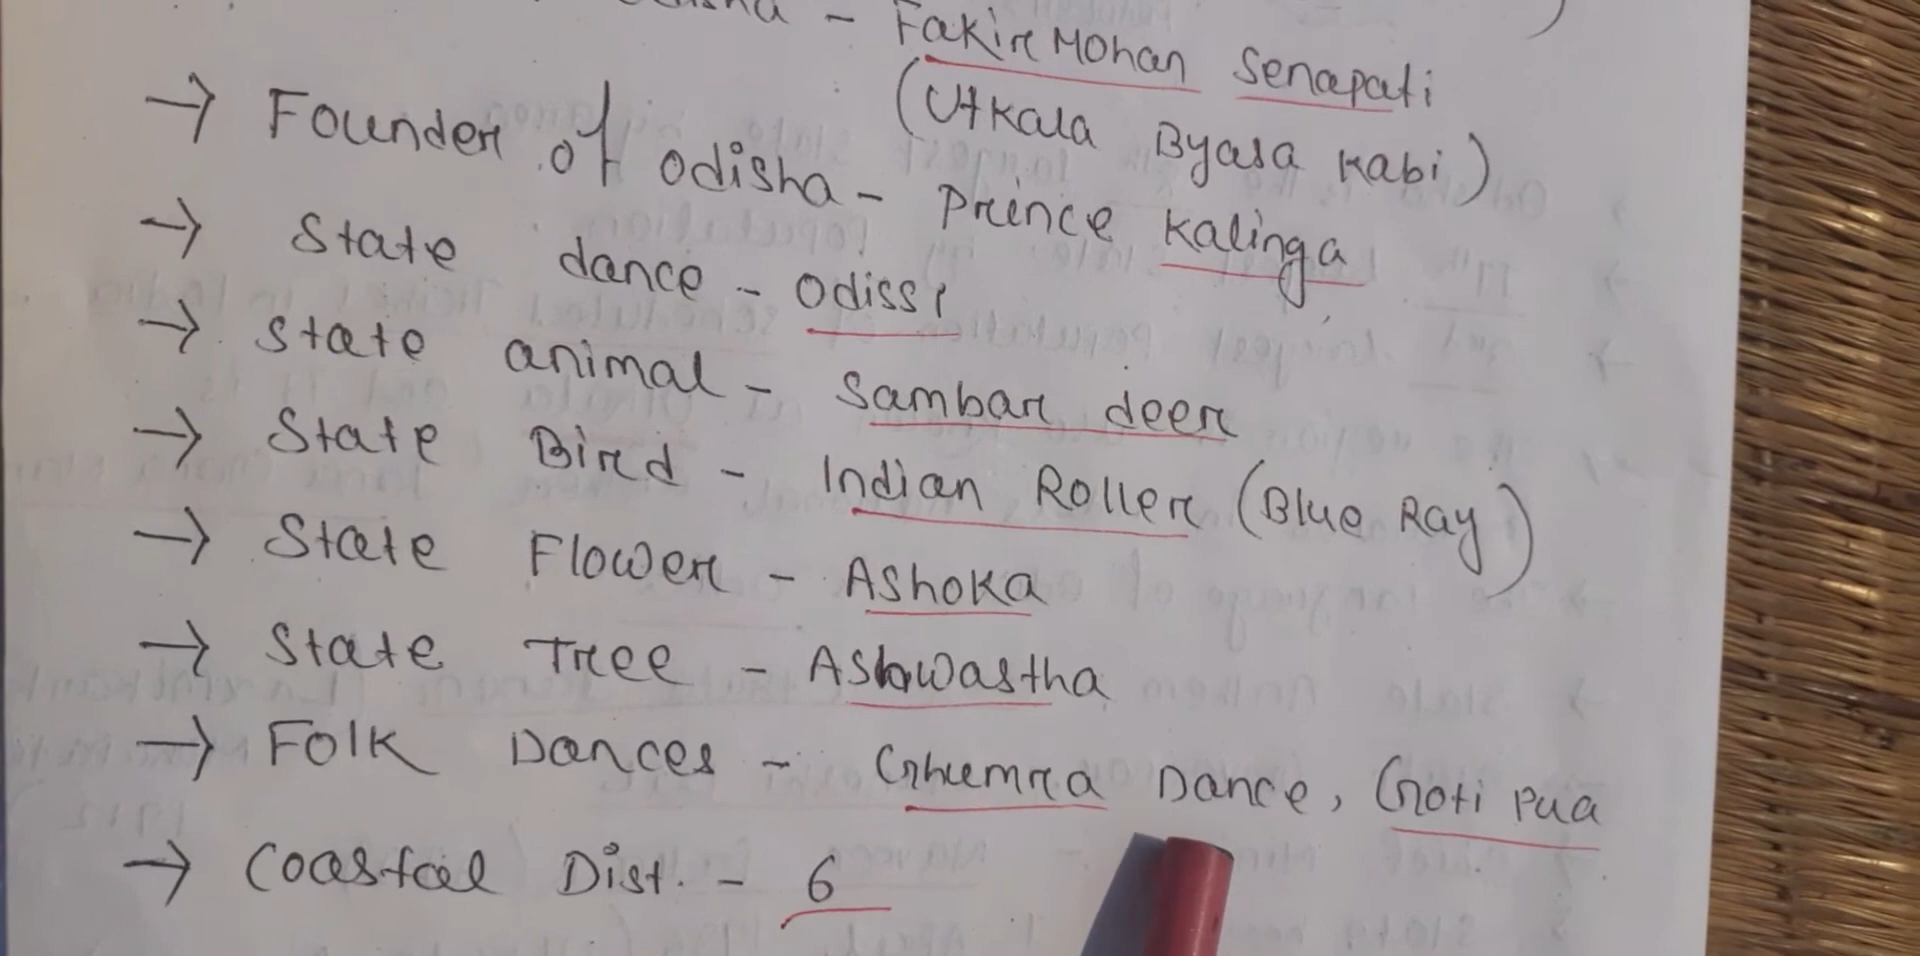 - Fakir Mohan Senapati
(Utkala Byasa Kabi)
→ Founder of Odisha - Prince Kalinga
→ State dance - Odissi
→ State animal - Sambar deer
→ State Bird - Indian Roller (Blue Ray)
→ State Flower - Ashoka
→ State Tree - Ashwastha
→ Folk Dances - Ghumra Dance, Goti Pua
→ Coastal Dist. - 6